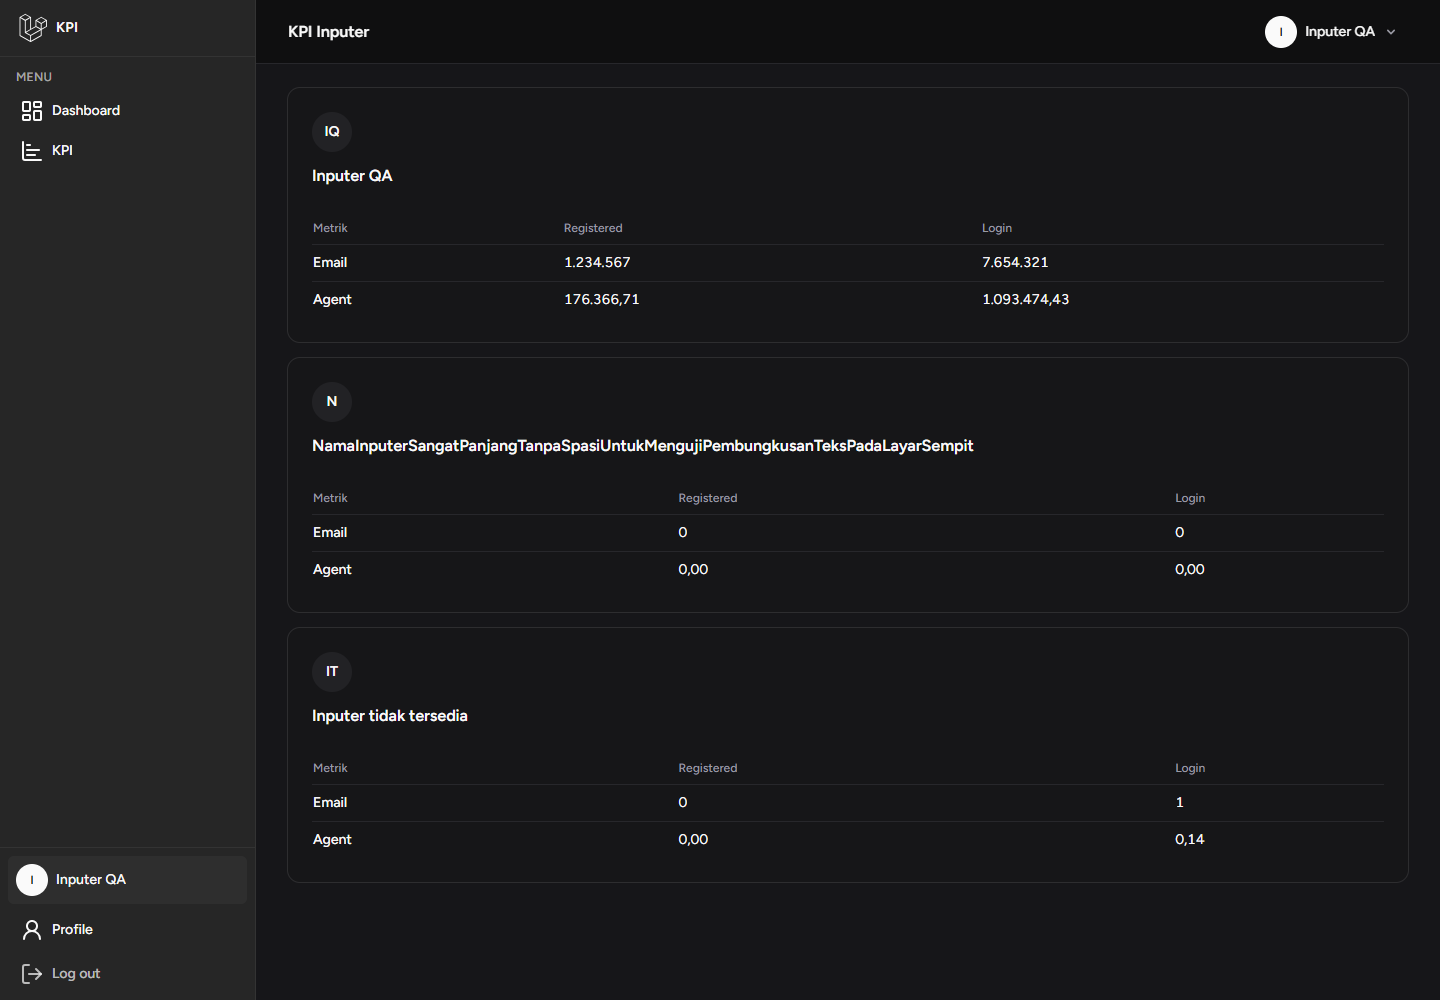 KPI
KPI Inputer
I Inputer QA
MENU
Dashboard
KPI
IQ
Inputer QA
Metrik Registered Login
Email 1.234.567 7.654.321
Agent 176.366,71 1.093.474,43
N
NamaInputerSangatPanjangTanpaSpasiUntukMengujiPembungkusanTeksPadaLayarSempit
Metrik Registered Login
Email 0 0
Agent 0,00 0,00
IT
Inputer tidak tersedia
Metrik Registered Login
Email 0 1
Agent 0,00 0,14
I Inputer QA
Profile
Log out